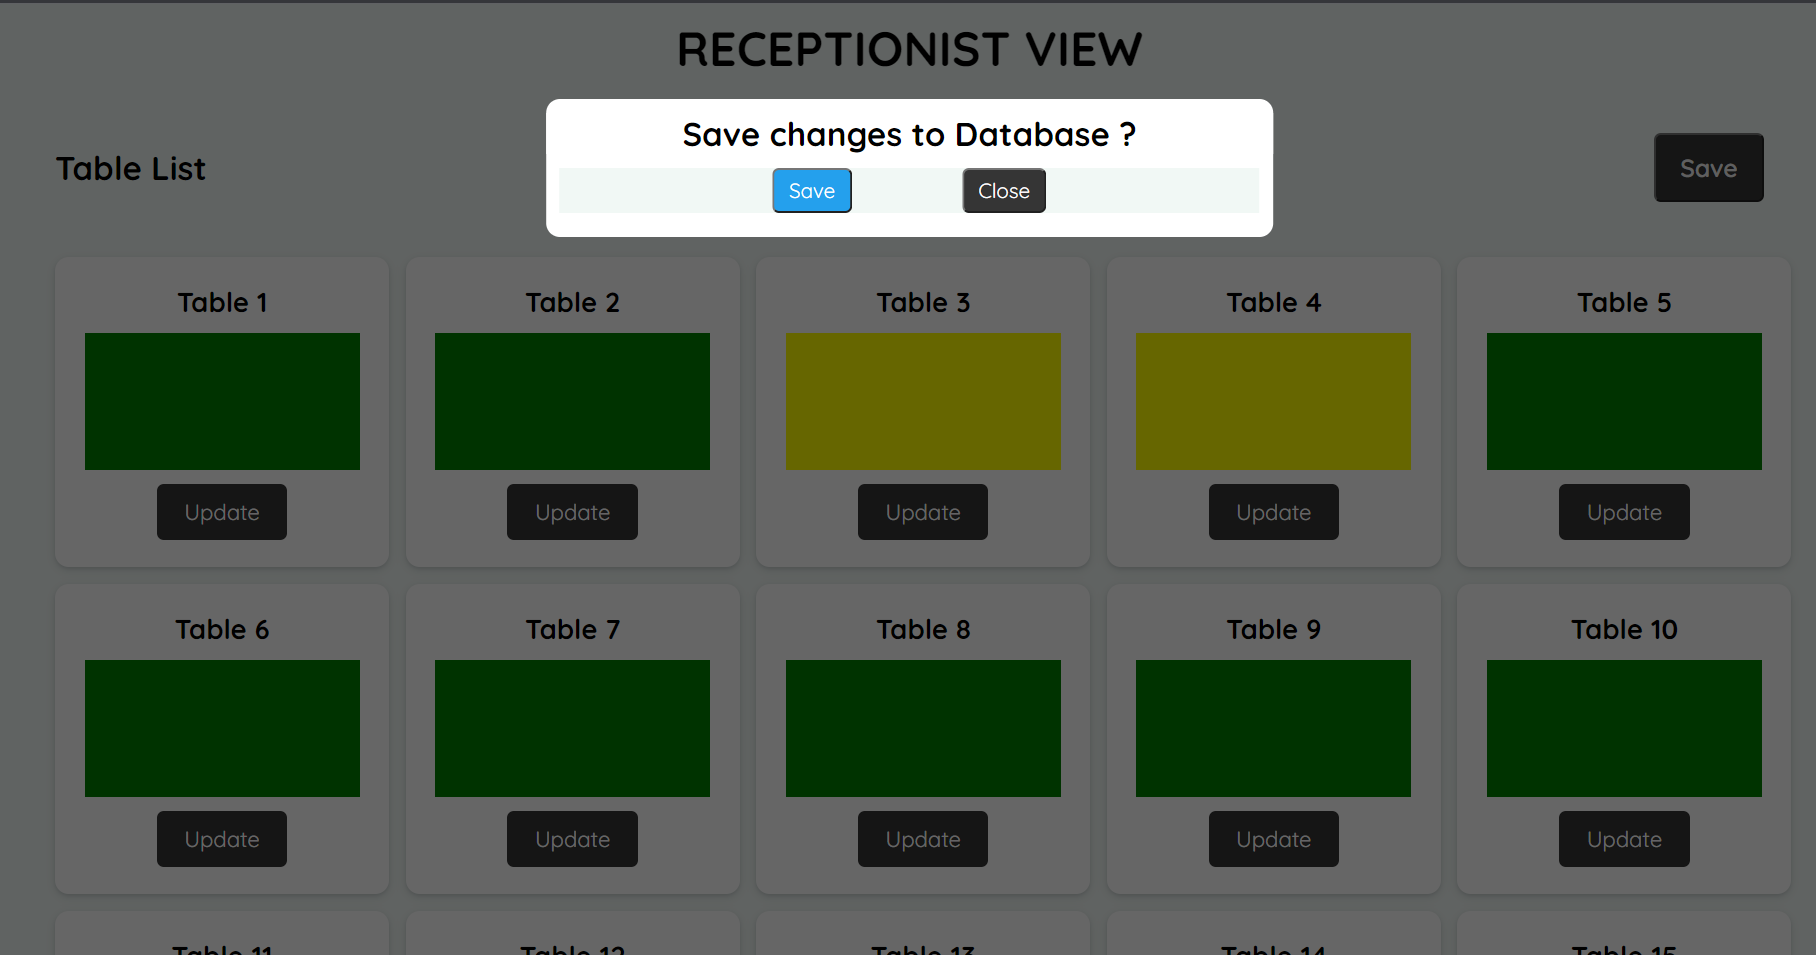 RECEPTIONIST VIEW
Save changes to Database ?
Save Close
Table List
Save
Table 1 Table 2 Table 3 Table 4 Table 5
Update Update Update Update Update
Table 6 Table 7 Table 8 Table 9 Table 10
Update Update Update Update Update
Table 11 Table 12 Table 13 Table 14 Table 15